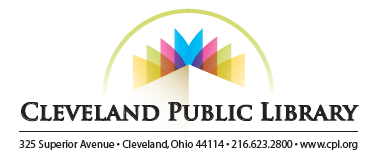 CLEVELAND PUBLIC LIBRARY
325 Superior Avenue • Cleveland, Ohio 44114 • 216.623.2800 • www.cpl.org